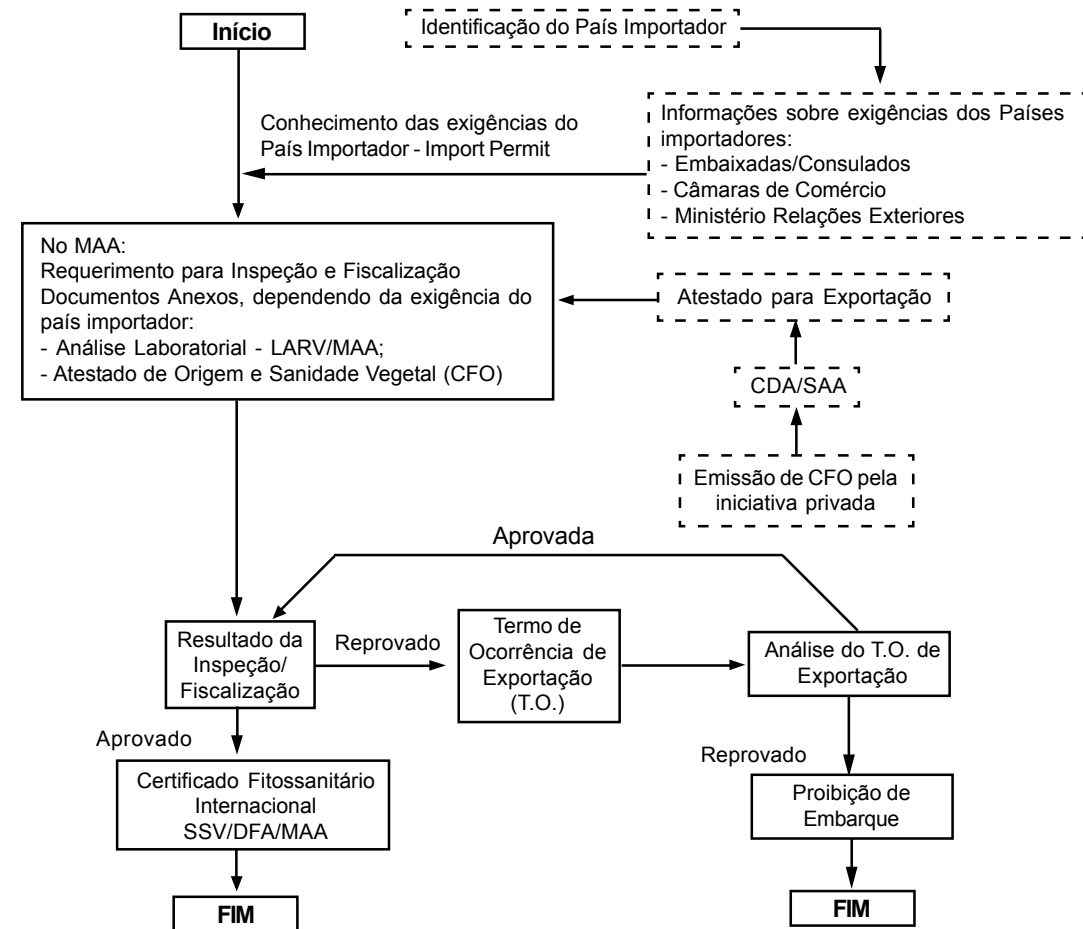 Início
Identificação do País Importador
Conhecimento das exigências do
País Importador - Import Permit
Informações sobre exigências dos Países
importadores:
- Embaixadas/Consulados
- Câmaras de Comércio
- Ministério Relações Exteriores
No MAA:
Requerimento para Inspeção e Fiscalização
Documentos Anexos, dependendo da exigência do
país importador:
- Análise Laboratorial - LARV/MAA;
- Atestado de Origem e Sanidade Vegetal (CFO)
Atestado para Exportação
CDA/SAA
Emissão de CFO pela
iniciativa privada
Aprovada
Resultado da
Inspeção/
Fiscalização
Reprovado
Termo de
Ocorrência de
Exportação
(T.O.)
Análise do T.O. de
Exportação
Aprovado
Reprovado
Certificado Fitossanitário
Internacional
SSV/DFA/MAA
Proibição de
Embarque
FIM
FIM